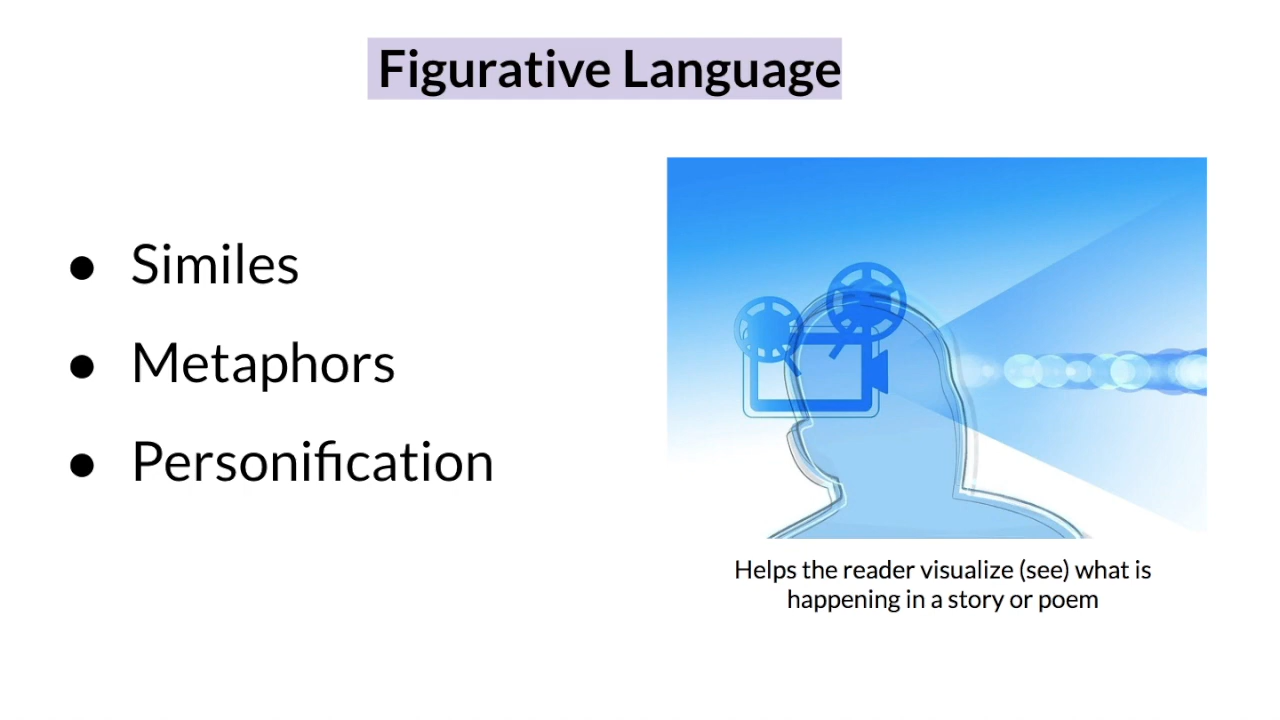 Figurative Language
● Similes
● Metaphors
● Personification
Helps the reader visualize (see) what is
happening in a story or poem